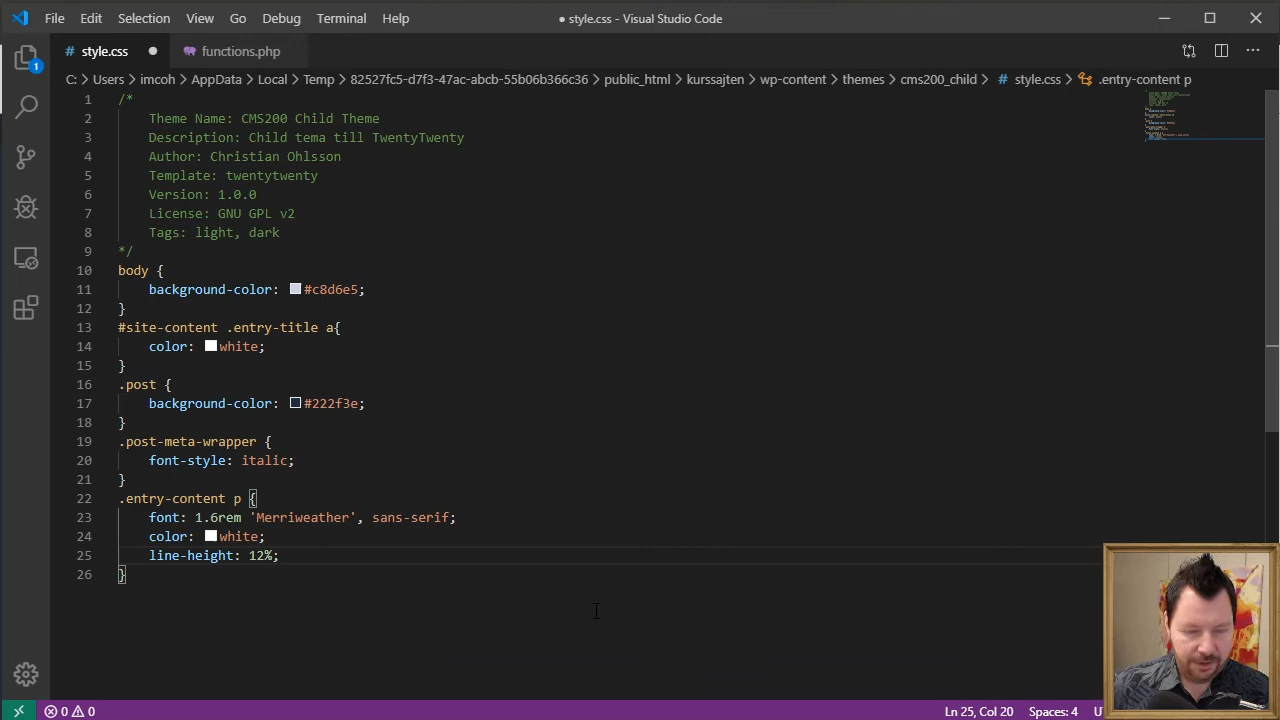 File Edit Selection View Go Debug Terminal Help ● style.css - Visual Studio Code
# style.css ● functions.php
1
C: > Users > imcoh > AppData > Local > Temp > 82527fc5-d7f3-47ac-abcb-55b06b366c36 > public_html > kurssajten > wp-content > themes > cms200_child > # style.css > .entry-content p
1 /*
2 Theme Name: CMS200 Child Theme
3 Description: Child tema till TwentyTwenty
4 Author: Christian Ohlsson
5 Template: twentytwenty
6 Version: 1.0.0
7 License: GNU GPL v2
8 Tags: light, dark
9 */
10 body {
11 background-color: #c8d6e5;
12 }
13 #site-content .entry-title a{
14 color: white;
15 }
16 .post {
17 background-color: #222f3e;
18 }
19 .post-meta-wrapper {
20 font-style: italic;
21 }
22 .entry-content p {
23 font: 1.6rem 'Merriweather', sans-serif;
24 color: white;
25 line-height: 12%;
26 }
0 0 Ln 25, Col 20 Spaces: 4